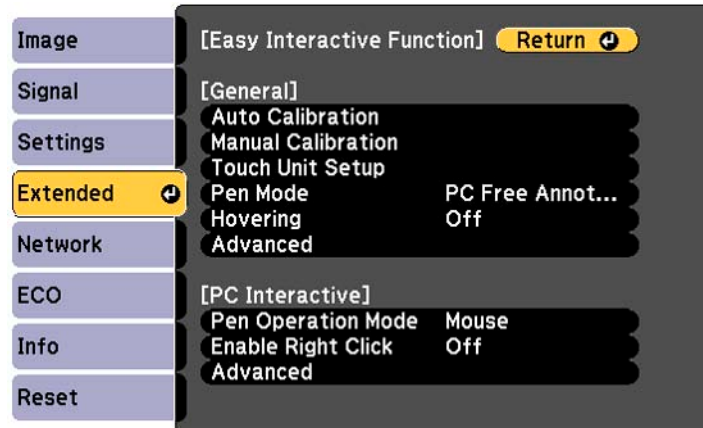 Image
Signal
Settings
Extended
Network
ECO
Info
Reset
[Easy Interactive Function] Return
[General]
Auto Calibration
Manual Calibration
Touch Unit Setup
Pen Mode PC Free Annot...
Hovering Off
Advanced
[PC Interactive]
Pen Operation Mode Mouse
Enable Right Click Off
Advanced